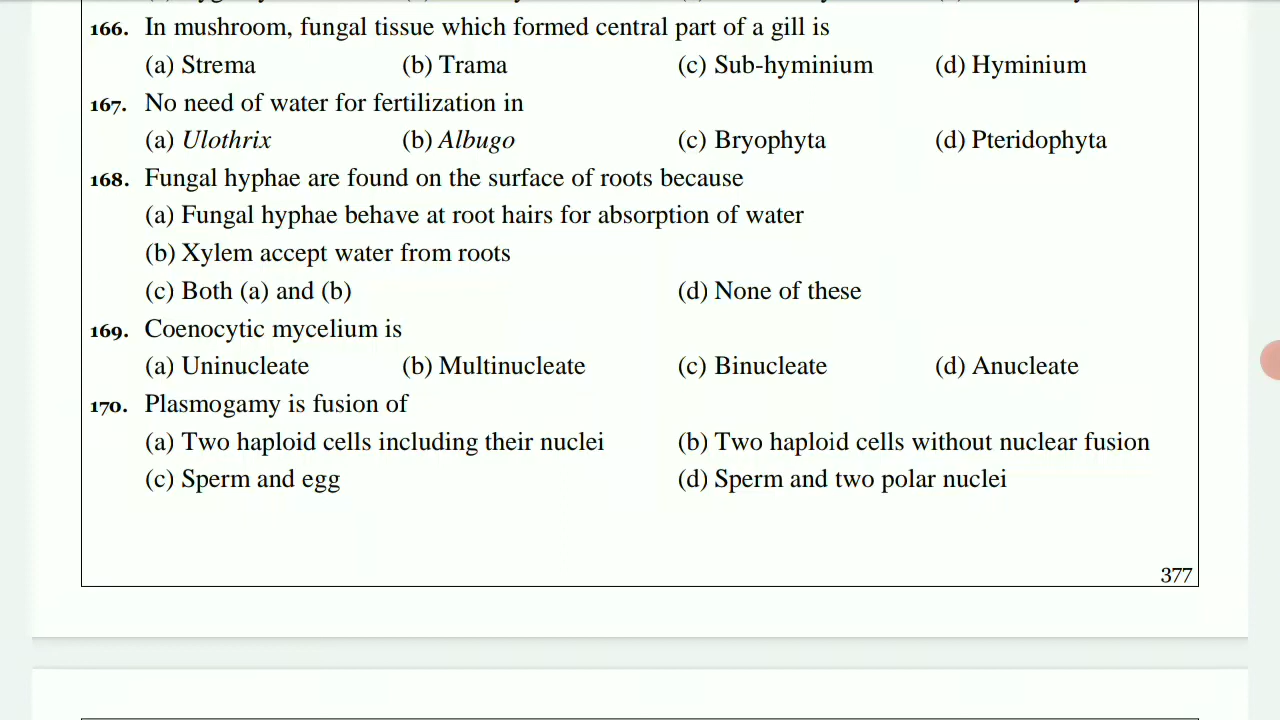 166. In mushroom, fungal tissue which formed central part of a gill is
(a) Strema (b) Trama (c) Sub-hyminium (d) Hyminium
167. No need of water for fertilization in
(a) Ulothrix (b) Albugo (c) Bryophyta (d) Pteridophyta
168. Fungal hyphae are found on the surface of roots because
(a) Fungal hyphae behave at root hairs for absorption of water
(b) Xylem accept water from roots
(c) Both (a) and (b) (d) None of these
169. Coenocytic mycelium is
(a) Uninucleate (b) Multinucleate (c) Binucleate (d) Anucleate
170. Plasmogamy is fusion of
(a) Two haploid cells including their nuclei (b) Two haploid cells without nuclear fusion
(c) Sperm and egg (d) Sperm and two polar nuclei
377